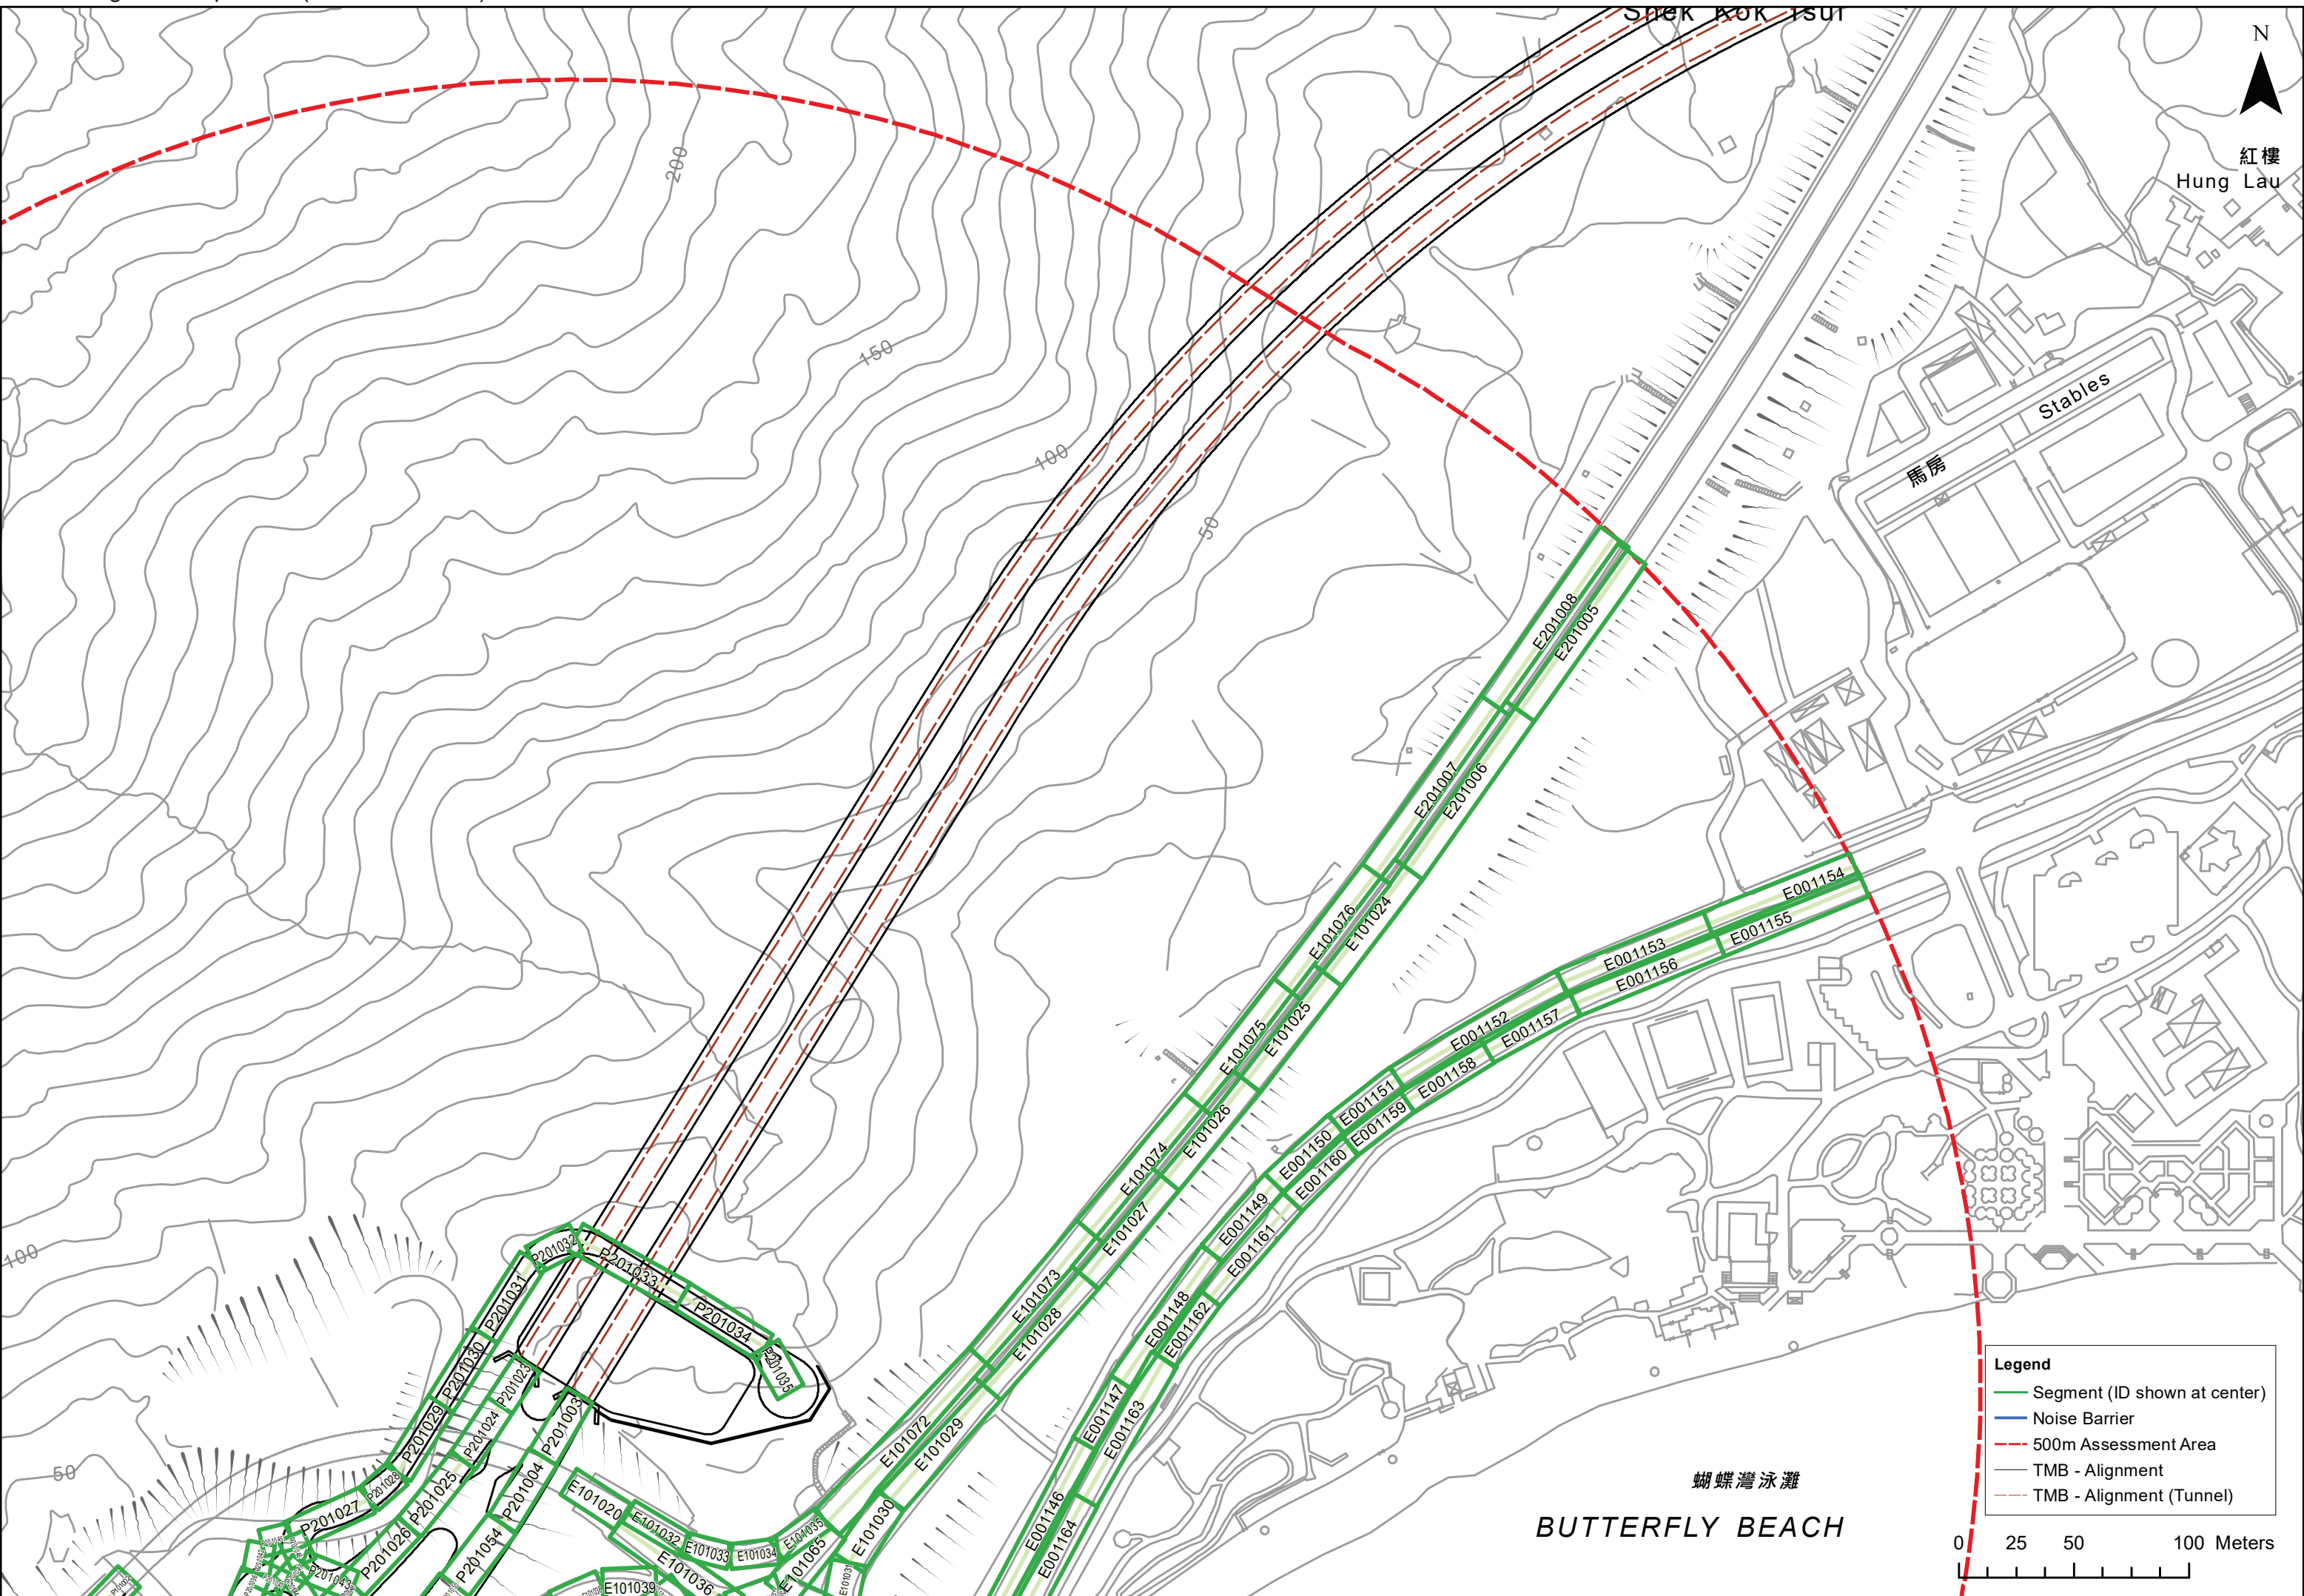 Shek Kok Tsui
N
紅樓
Hung Lau
200
150
100
50
Stables
馬房
E201008
E201005
E201007
E201006
E101076
E101024
E101075
E101025
E101074
E101026
E101027
E101073
E101028
E101072
E101029
E101030
E001154
E001155
E001153
E001156
E001152
E001157
E001158
E001151
E001159
E001150
E001160
E001149
E001161
E001148
E001162
E001147
E001163
E001146
E001164
100
50
P201032
P201033
P201031
P201034
P201035
P201030
P201023
P201029
P201024
P201003
P201028
P201025
P201004
P201027
P201026
P201054
P201043
E101020
E101032
E101033
E101034
E101035
E101065
E101036
E101039
蝴蝶灣泳灘
BUTTERFLY BEACH
Legend
Segment (ID shown at center)
Noise Barrier
500m Assessment Area
TMB - Alignment
TMB - Alignment (Tunnel)
0 25 50 100 Meters